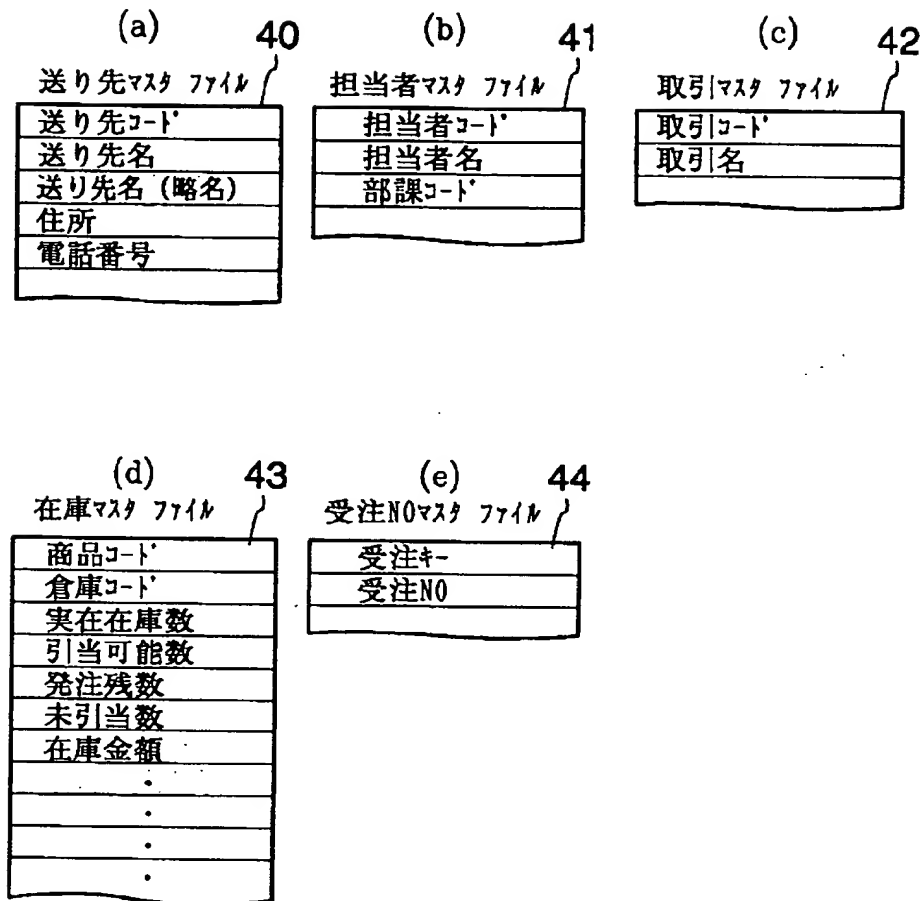 (a)
40
送り先ﾏｽﾀ ﾌｧｲﾙ
送り先ｺｰﾄﾞ
送り先名
送り先名（略名）
住所
電話番号
(b)
41
担当者ﾏｽﾀ ﾌｧｲﾙ
担当者ｺｰﾄﾞ
担当者名
部課ｺｰﾄﾞ
(c)
42
取引ﾏｽﾀ ﾌｧｲﾙ
取引ｺｰﾄﾞ
取引名
(d)
43
在庫ﾏｽﾀ ﾌｧｲﾙ
商品ｺｰﾄﾞ
倉庫ｺｰﾄﾞ
実在在庫数
引当可能数
発注残数
未引当数
在庫金額
・
・
・
・
(e)
44
受注NOﾏｽﾀ ﾌｧｲﾙ
受注ｷｰ
受注NO